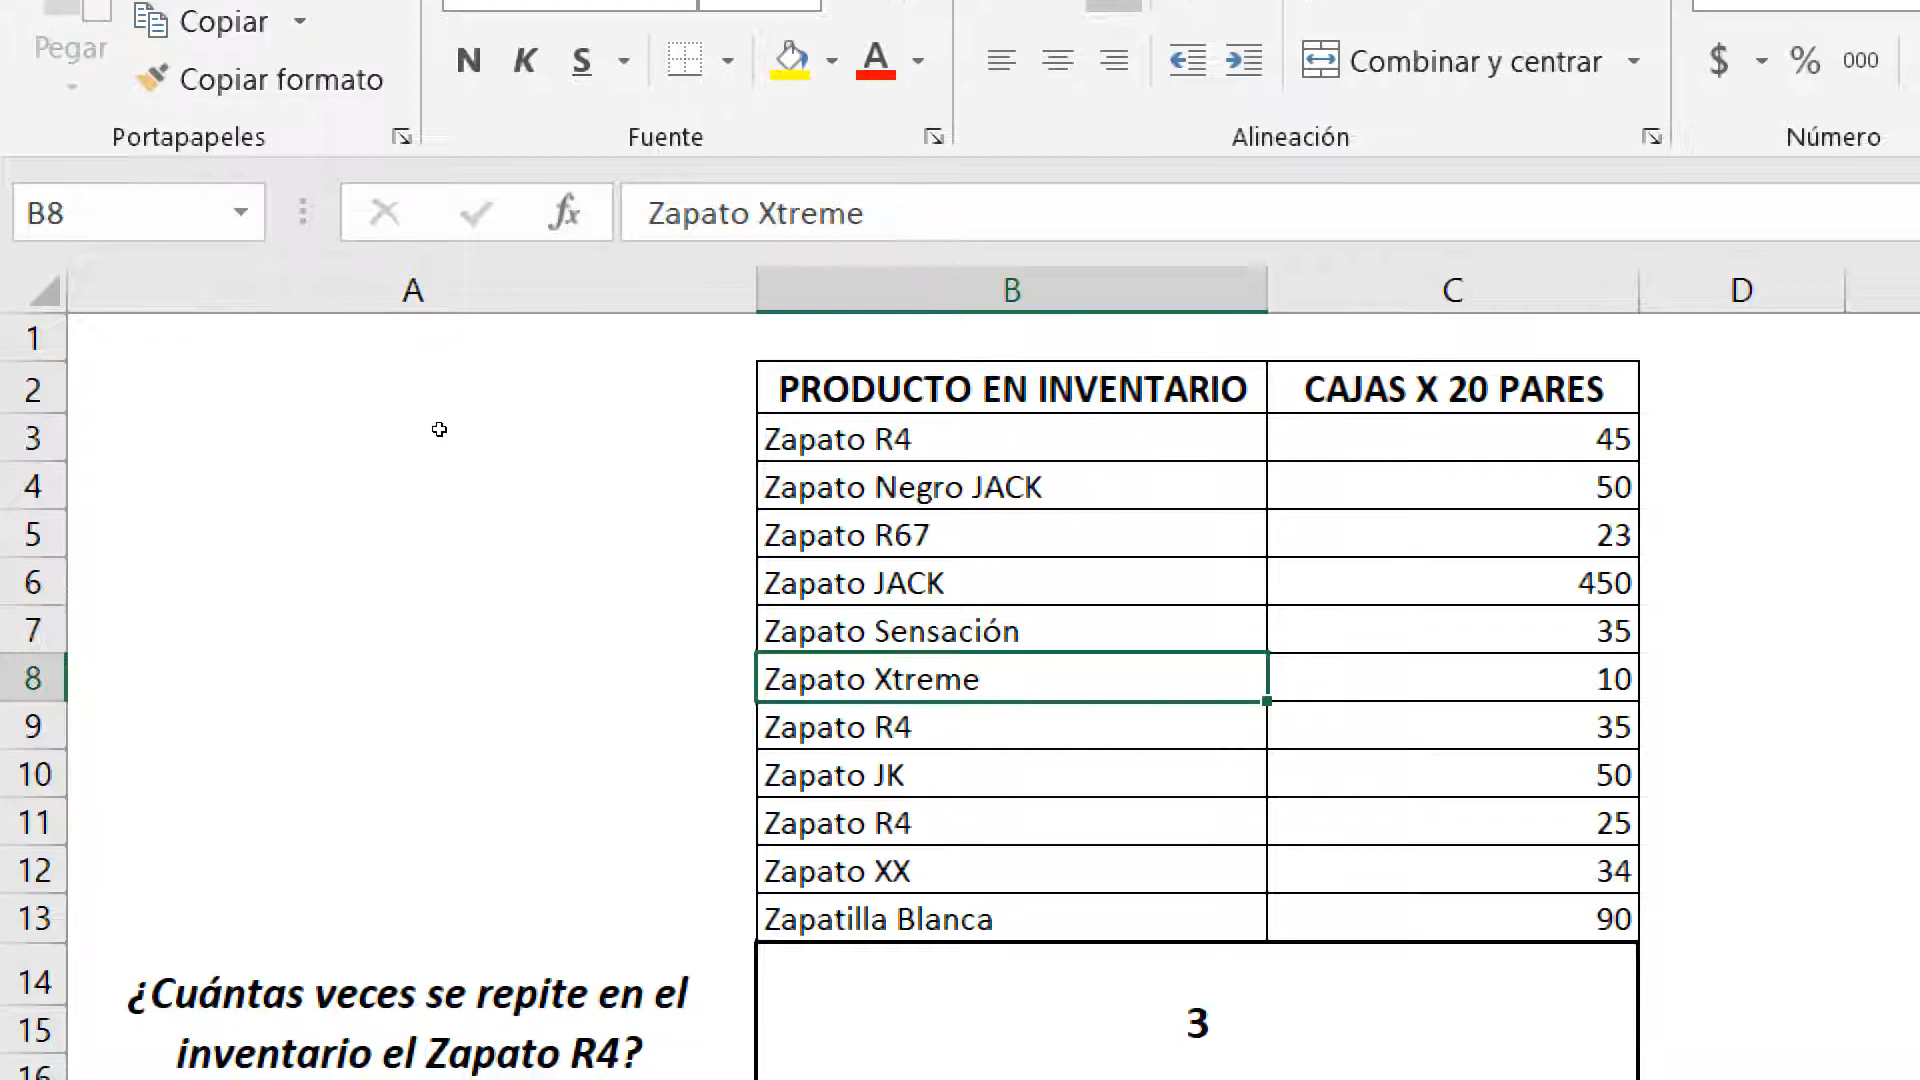 Pegar
Copiar
Copiar formato
Portapapeles
N K S A
Fuente
Combinar y centrar
Alineación
$ % 000
Número
B8 fx Zapato Xtreme
A B C D
1
2 PRODUCTO EN INVENTARIO CAJAS X 20 PARES
3 Zapato R4 45
4 Zapato Negro JACK 50
5 Zapato R67 23
6 Zapato JACK 450
7 Zapato Sensación 35
8 Zapato Xtreme 10
9 Zapato R4 35
10 Zapato JK 50
11 Zapato R4 25
12 Zapato XX 34
13 Zapatilla Blanca 90
14 ¿Cuántas veces se repite en el
15 3
inventario el Zapato R4?
16